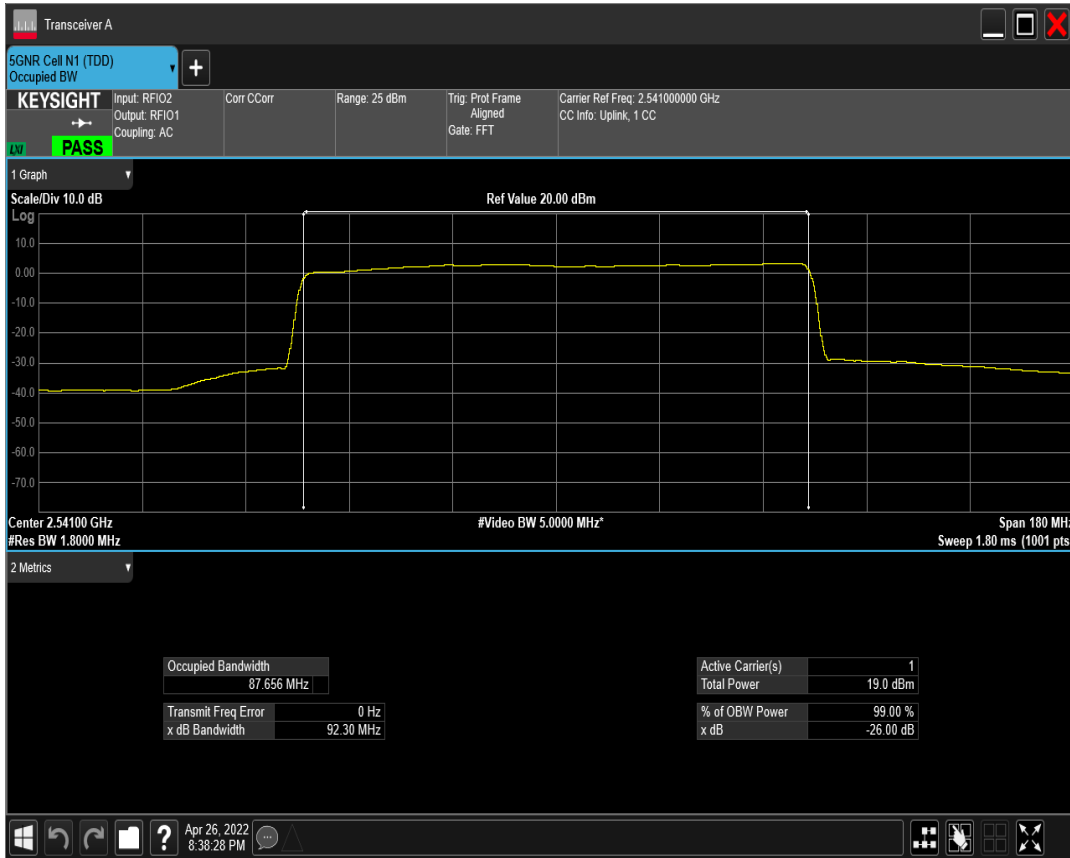 Transceiver A
5GNR Cell N1 (TDD)
Occupied BW
+
KEYSIGHT
LXI
PASS
Input: RFIO2
Output: RFIO1
Coupling: AC
Corr CCorr
Range: 25 dBm
Trig: Prot Frame
Aligned
Gate: FFT
Carrier Ref Freq: 2.541000000 GHz
CC Info: Uplink, 1 CC
1 Graph
Scale/Div 10.0 dB
Ref Value 20.00 dBm
Log
10.0
0.00
-10.0
-20.0
-30.0
-40.0
-50.0
-60.0
-70.0
Center 2.54100 GHz
#Video BW 5.0000 MHz*
Span 180 MHz
#Res BW 1.8000 MHz
Sweep 1.80 ms (1001 pts
2 Metrics
Occupied Bandwidth
87.656 MHz
Transmit Freq Error 0 Hz
x dB Bandwidth 92.30 MHz
Active Carrier(s) 1
Total Power 19.0 dBm
% of OBW Power 99.00 %
x dB -26.00 dB
?
Apr 26, 2022
8:38:28 PM